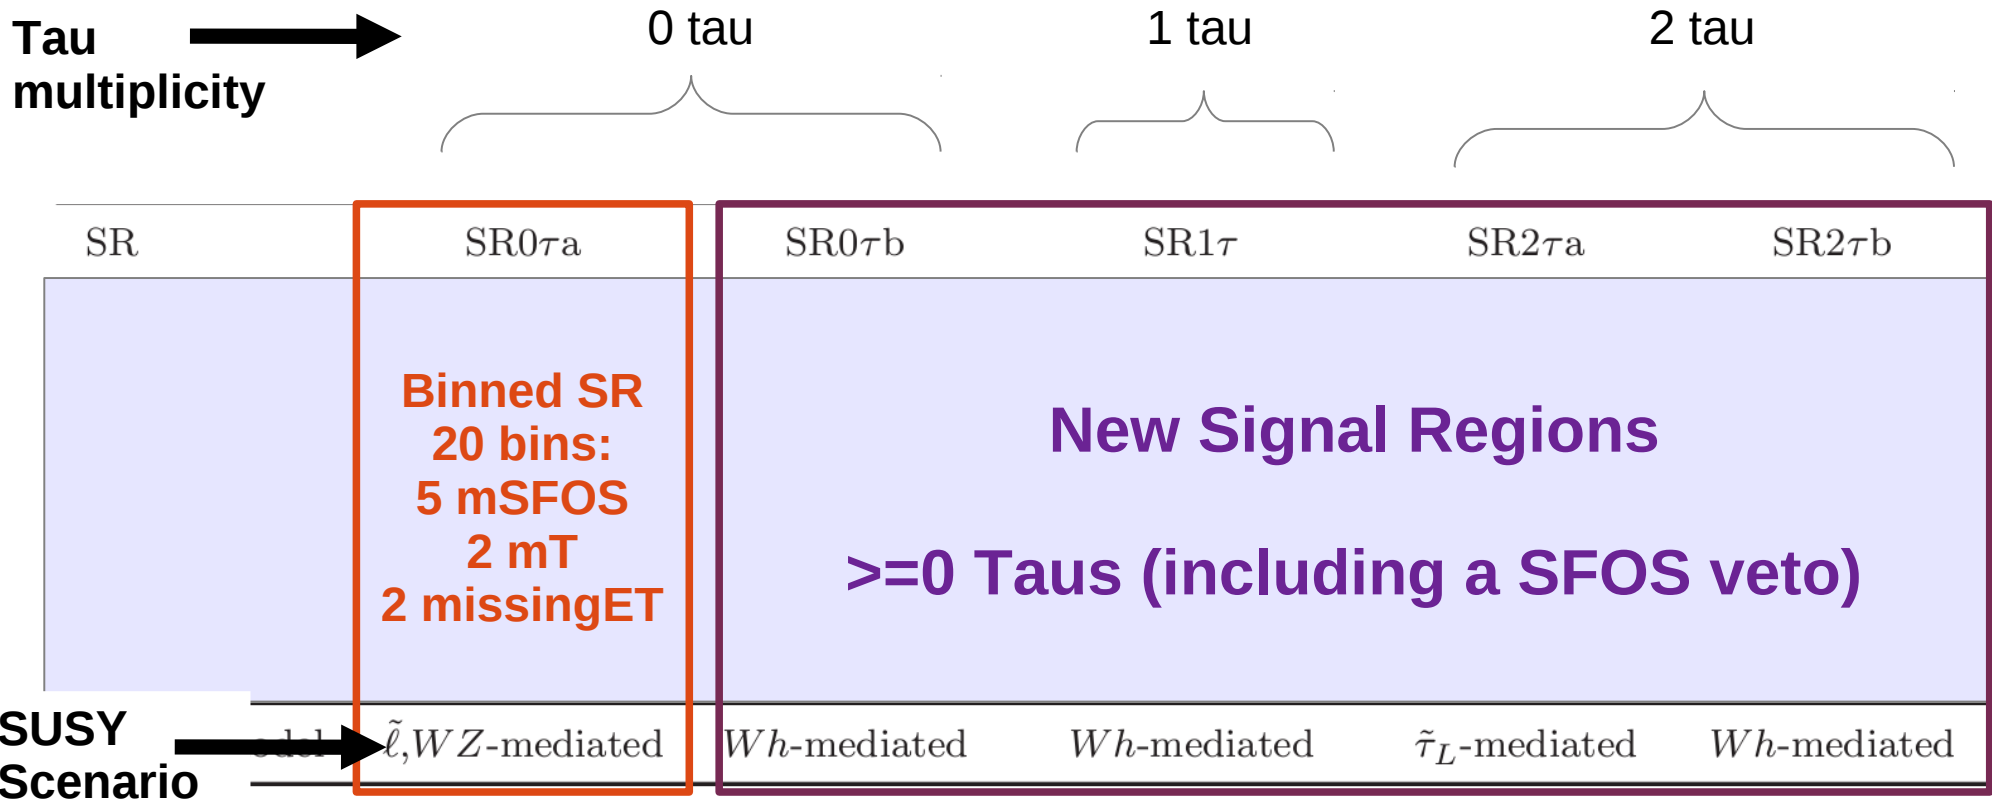 Tau
multiplicity
0 tau
1 tau
2 tau
SR
SR0τa
SR0τb
SR1τ
SR2τa
SR2τb
Binned SR
20 bins:
5 mSFOS
2 mT
2 missingET
New Signal Regions
>=0 Taus (including a SFOS veto)
SUSY
Scenario
ℓ̃,WZ-mediated
Wh-mediated
Wh-mediated
τ̃_L-mediated
Wh-mediated